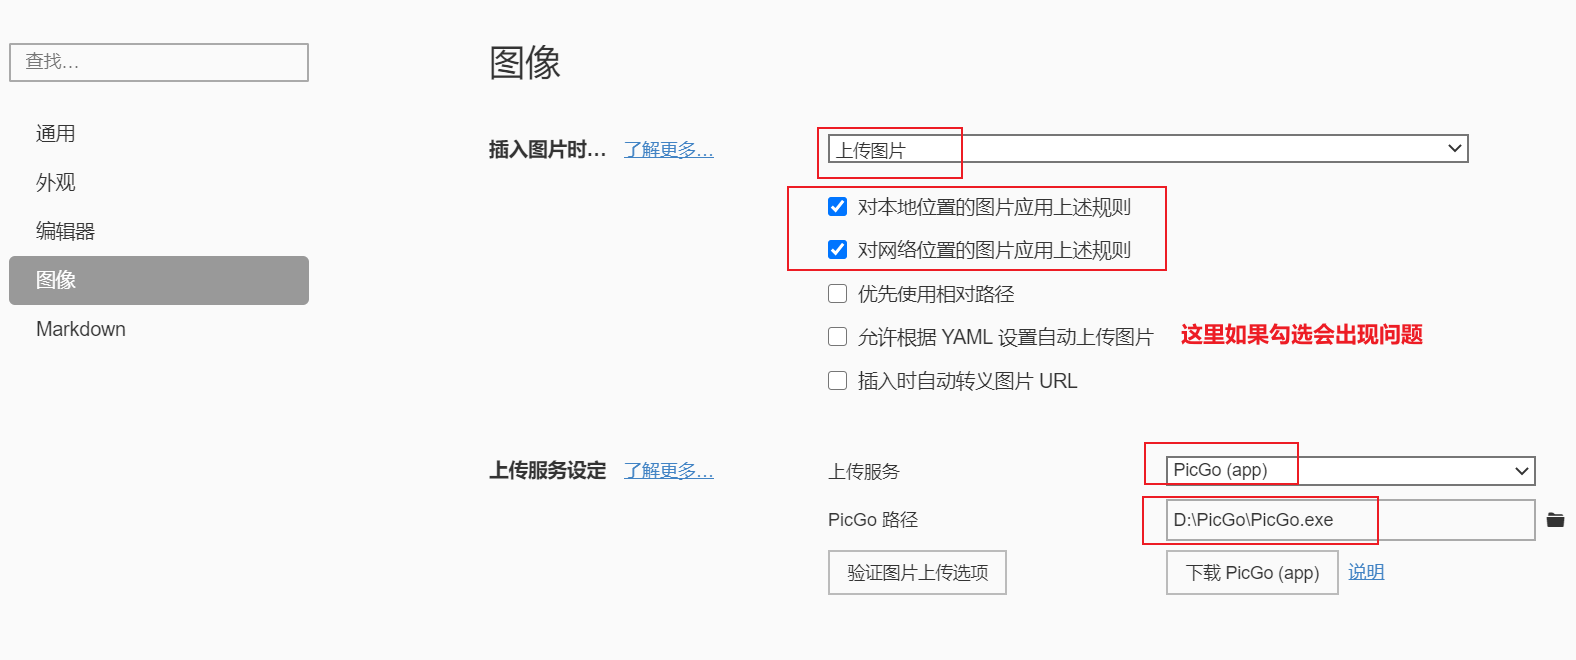 查找...
通用
外观
编辑器
图像
Markdown
图像
插入图片时... 了解更多... 上传图片
对本地位置的图片应用上述规则
对网络位置的图片应用上述规则
优先使用相对路径
允许根据 YAML 设置自动上传图片 这里如果勾选会出现问题
插入时自动转义图片 URL
上传服务设定 了解更多... 上传服务 PicGo (app)
PicGo 路径 D:\PicGo\PicGo.exe
验证图片上传选项 下载 PicGo (app) 说明